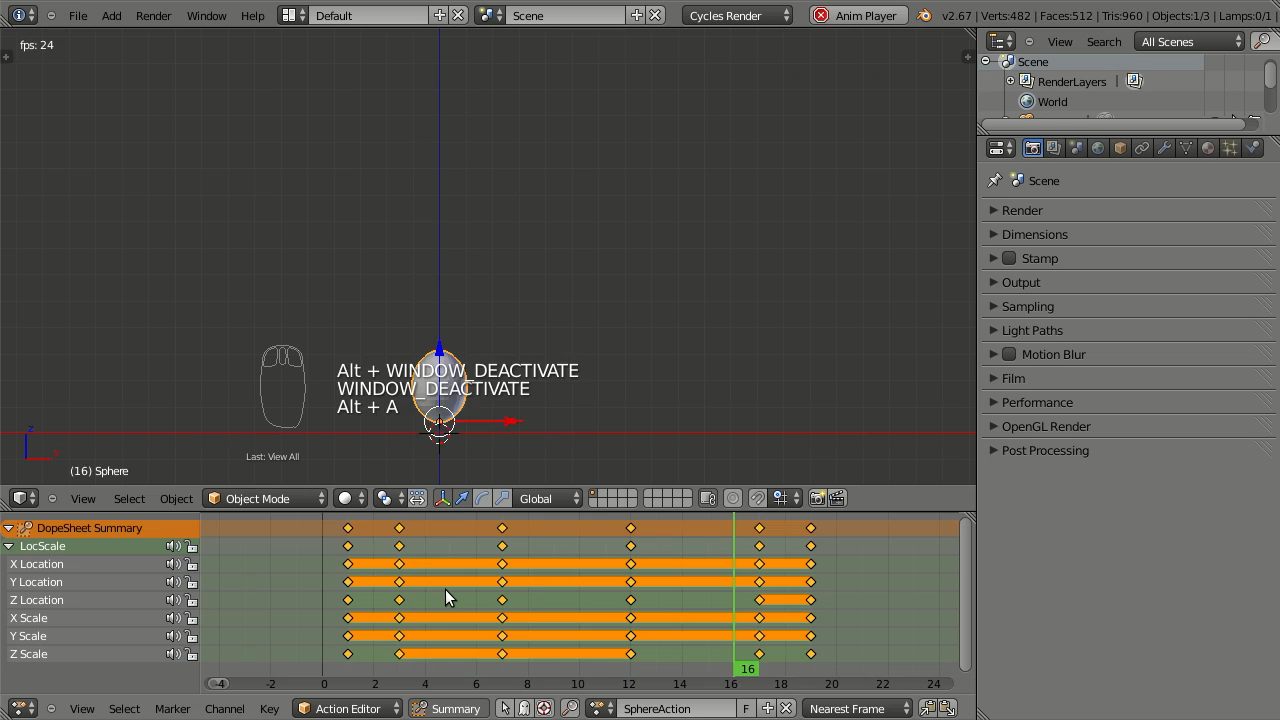 File Add Render Window Help Default Scene Cycles Render Anim Player v2.67 | Verts:482 | Faces:512 | Tris:960 | Objects:1/3 | Lamps:0/1 |
fps: 24
View Search All Scenes
Scene
RenderLayers |
World
Scene
Render
Dimensions
Stamp
Output
Sampling
Light Paths
Motion Blur
Film
Performance
OpenGL Render
Post Processing
Alt + WINDOW_DEACTIVATE
WINDOW_DEACTIVATE
Alt + A
z
x
Last: View All
(16) Sphere
View Select Object Object Mode Global
DopeSheet Summary
LocScale
X Location
Y Location
Z Location
X Scale
Y Scale
Z Scale
16
-4 -2 0 2 4 6 8 10 12 14 16 18 20 22 24
View Select Marker Channel Key Action Editor Summary SphereAction F Nearest Frame